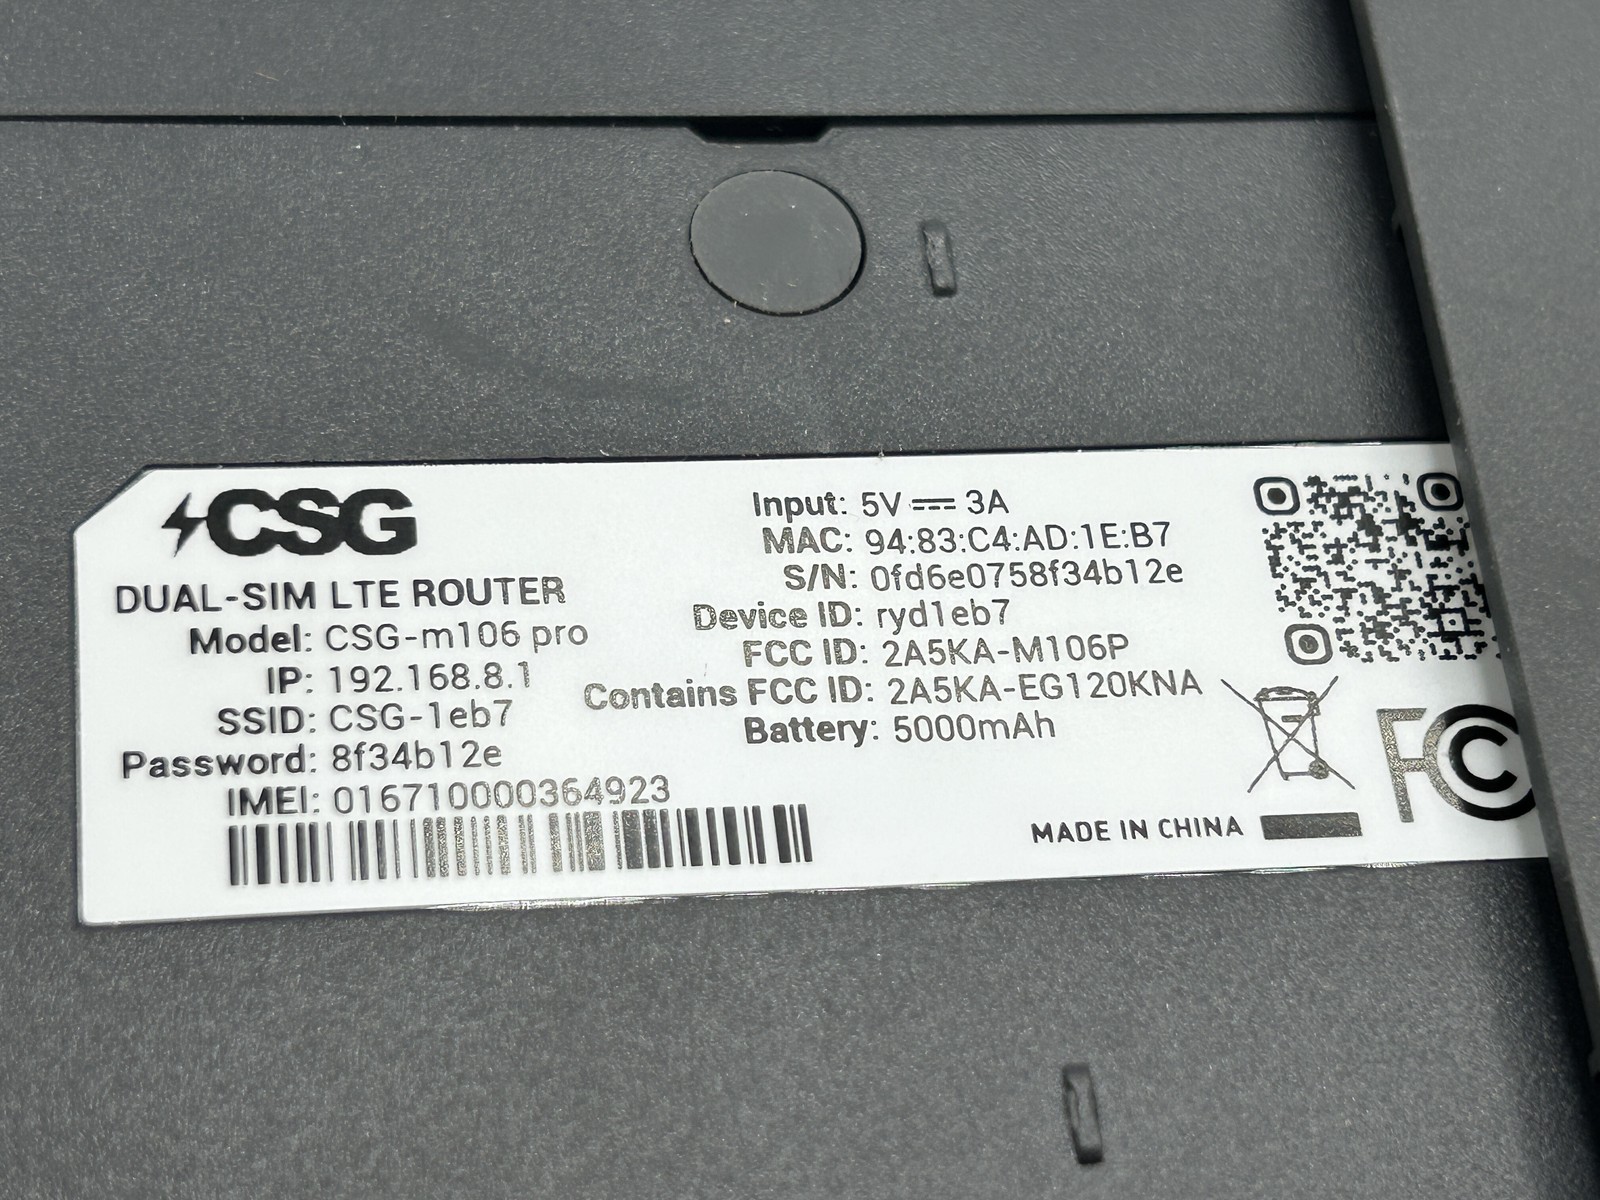 CSG
DUAL-SIM LTE ROUTER
Model: CSG-m106 pro
IP: 192.168.8.1
SSID: CSG-1eb7
Password: 8f34b12e
IMEI: 016710000364923
Input: 5V ⎓ 3A
MAC: 94:83:C4:AD:1E:B7
S/N: 0fd6e0758f34b12e
Device ID: ryd1eb7
FCC ID: 2A5KA-M106P
Contains FCC ID: 2A5KA-EG120KNA
Battery: 5000mAh
MADE IN CHINA
FC